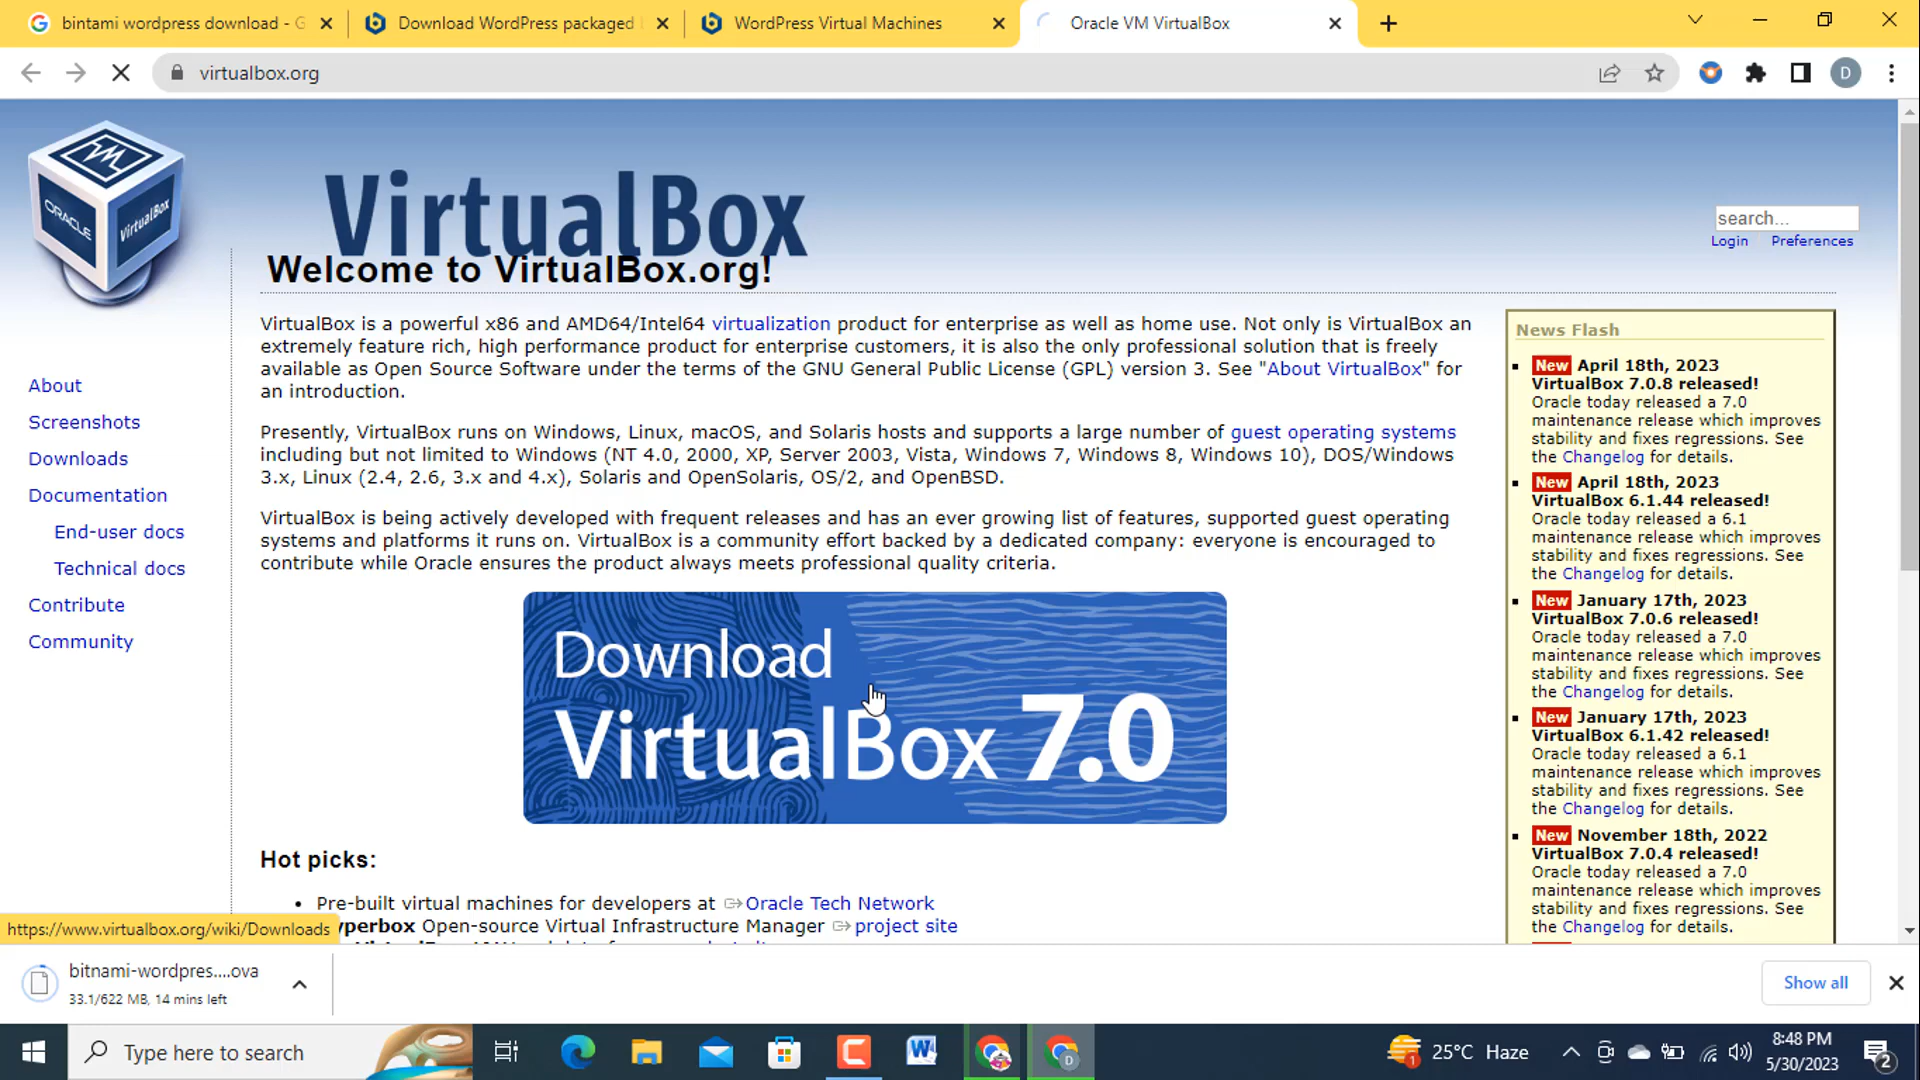 bintami wordpress download - G
Download WordPress packaged
WordPress Virtual Machines
Oracle VM VirtualBox
virtualbox.org
D
ORACLE
VirtualBox
VirtualBox
search...
Login Preferences
Welcome to VirtualBox.org!
VirtualBox is a powerful x86 and AMD64/Intel64 virtualization product for enterprise as well as home use. Not only is VirtualBox an
extremely feature rich, high performance product for enterprise customers, it is also the only professional solution that is freely
available as Open Source Software under the terms of the GNU General Public License (GPL) version 3. See "About VirtualBox" for
an introduction.
Presently, VirtualBox runs on Windows, Linux, macOS, and Solaris hosts and supports a large number of guest operating systems
including but not limited to Windows (NT 4.0, 2000, XP, Server 2003, Vista, Windows 7, Windows 8, Windows 10), DOS/Windows
3.x, Linux (2.4, 2.6, 3.x and 4.x), Solaris and OpenSolaris, OS/2, and OpenBSD.
VirtualBox is being actively developed with frequent releases and has an ever growing list of features, supported guest operating
systems and platforms it runs on. VirtualBox is a community effort backed by a dedicated company: everyone is encouraged to
contribute while Oracle ensures the product always meets professional quality criteria.
About
Screenshots
Downloads
Documentation
End-user docs
Technical docs
Contribute
Community
Download
VirtualBox 7.0
Hot picks:
• Pre-built virtual machines for developers at Oracle Tech Network
yperbox Open-source Virtual Infrastructure Manager project site
News Flash
New April 18th, 2023
VirtualBox 7.0.8 released!
Oracle today released a 7.0
maintenance release which improves
stability and fixes regressions. See
the Changelog for details.
New April 18th, 2023
VirtualBox 6.1.44 released!
Oracle today released a 6.1
maintenance release which improves
stability and fixes regressions. See
the Changelog for details.
New January 17th, 2023
VirtualBox 7.0.6 released!
Oracle today released a 7.0
maintenance release which improves
stability and fixes regressions. See
the Changelog for details.
New January 17th, 2023
VirtualBox 6.1.42 released!
Oracle today released a 6.1
maintenance release which improves
stability and fixes regressions. See
the Changelog for details.
New November 18th, 2022
VirtualBox 7.0.4 released!
Oracle today released a 7.0
maintenance release which improves
stability and fixes regressions. See
the Changelog for details.
https://www.virtualbox.org/wiki/Downloads
bitnami-wordpres....ova
33.1/622 MB, 14 mins left
Show all
Type here to search
25°C Haze
8:48 PM
5/30/2023
2